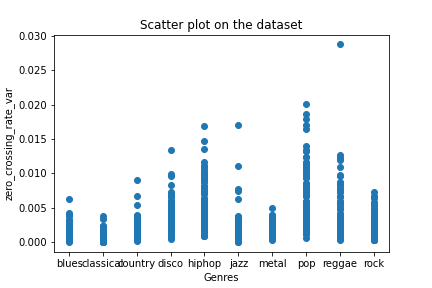 Scatter plot on the dataset
0.030
0.025
0.020
0.015
0.010
0.005
0.000
zero_crossing_rate_var
blues classical country disco hiphop jazz metal pop reggae rock
Genres